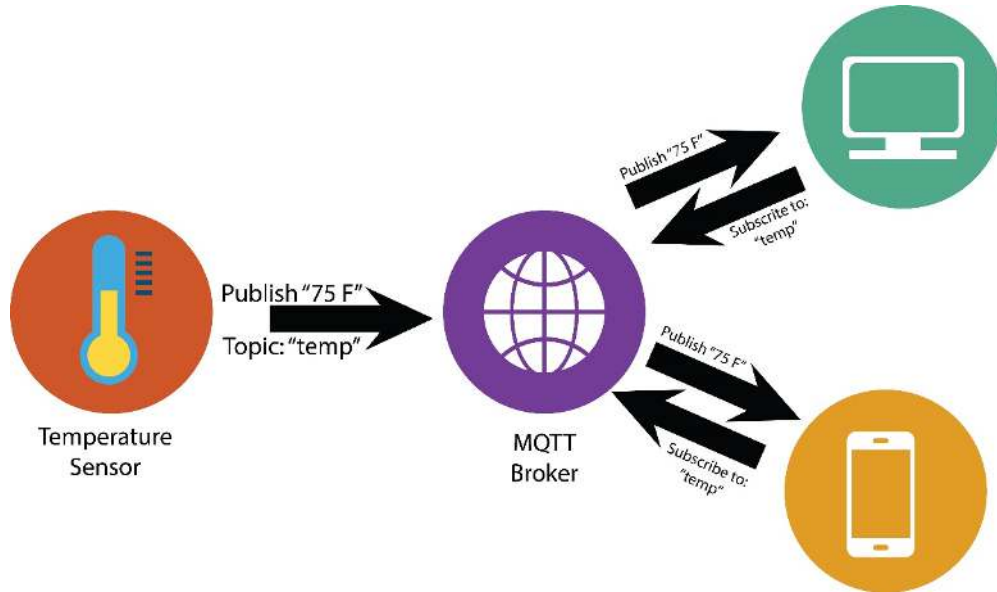 Publish “75 F”
Topic: “temp”
Temperature
Sensor
MQTT
Broker
Publish “75 F”
Subscrite to:
“temp”
Publish “75 F”
Subscribe to:
“temp”